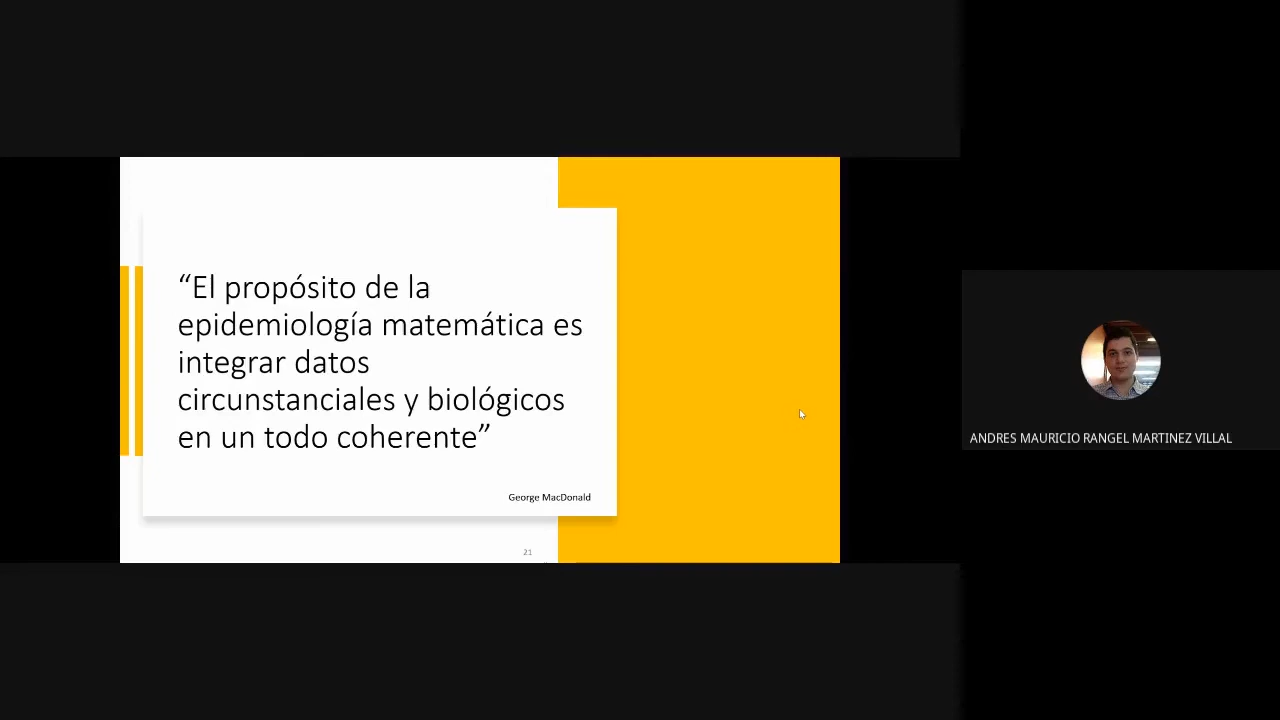 “El propósito de la
epidemiología matemática es
integrar datos
circunstanciales y biológicos
en un todo coherente”
George MacDonald
21
ANDRES MAURICIO RANGEL MARTINEZ VILLAL